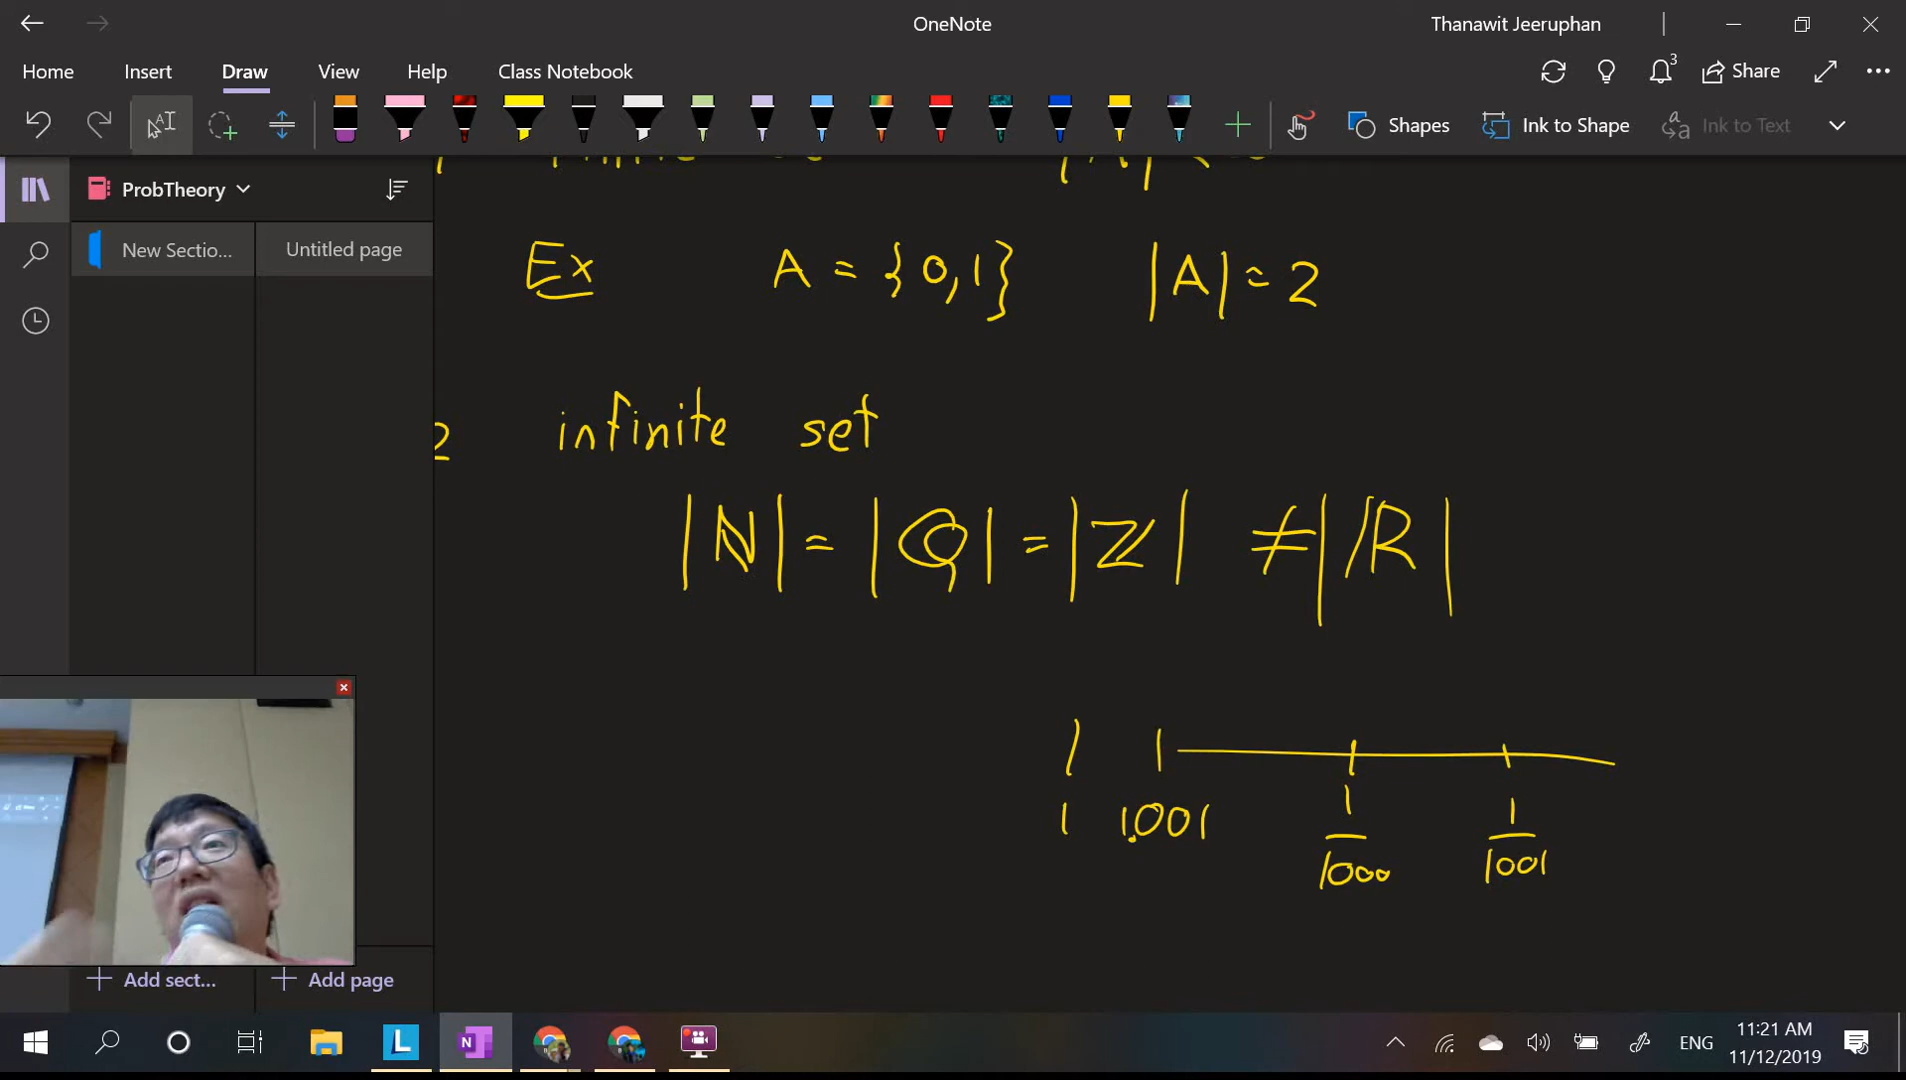 OneNote
Thanawit Jeeruphan
Home Insert Draw View Help Class Notebook
3
Share
Shapes Ink to Shape Ink to Text
ProbTheory
New Sectio... Untitled page
Ex A = {0,1} |A| = 2
2 infinite set
|ℕ| = |ℚ| = |ℤ| ≠ |ℝ|
1 1.001 1/1000 1/1001
Add sect... Add page
ENG
11:21 AM
11/12/2019